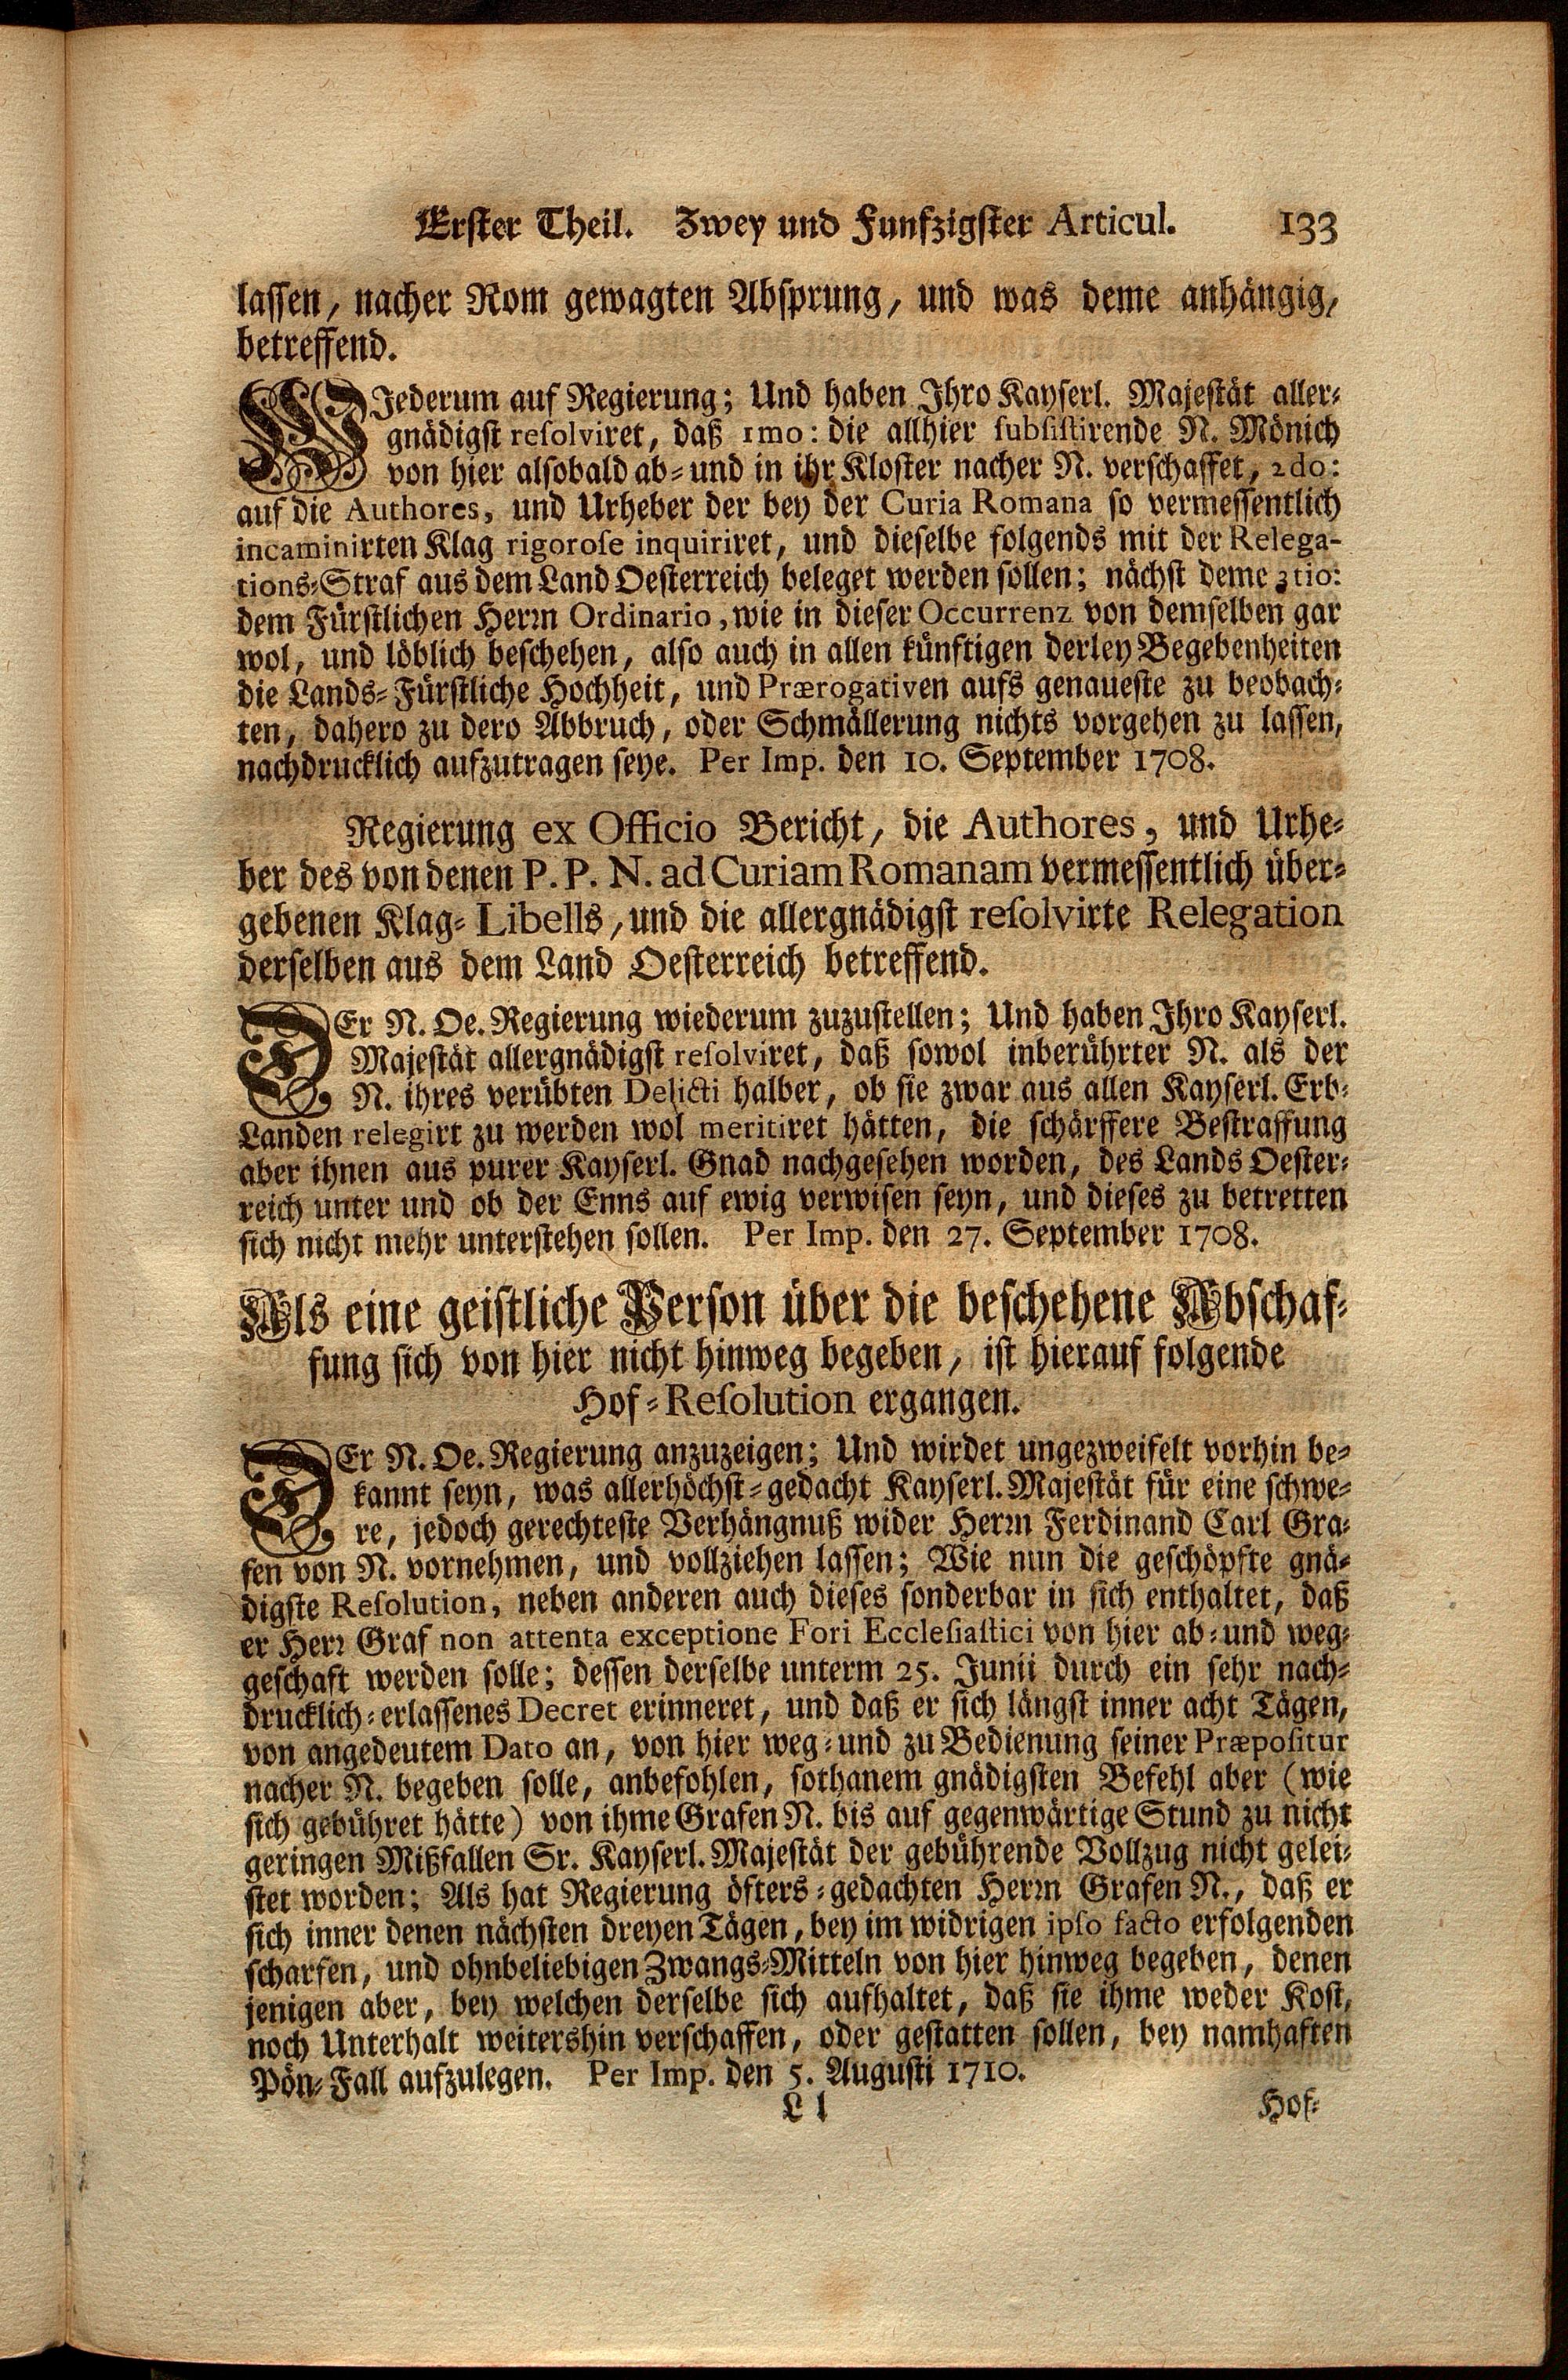 Erster Theil. Zwey und Funfzigster Articul. 133
lassen, nacher Rom gewagten Absprung, und was deme anhängig,
betreffend.
WJederum auf Regierung; Und haben Ihro Kayserl. Majestät aller-
gnädigst resolviret, daß 1mo: die allhier subsistirende N. Mönich
von hier alsobald ab- und in ihr Kloster nacher N. verschaffet, 2do:
auf die Authores, und Urheber der bey der Curia Romana so vermessentlich
incaminirten Klag rigorose inquiriret, und dieselbe folgends mit der Relega-
tions-Straf aus dem Land Oesterreich beleget werden sollen; nächst deme 3tio:
dem Fürstlichen Herrn Ordinario, wie in dieser Occurrenz von demselben gar
wol, und löblich beschehen, also auch in allen künftigen derley Begebenheiten
die Lands-Fürstliche Hochheit, und Prærogativen aufs genaueste zu beobach-
ten, dahero zu dero Abbruch, oder Schmällerung nichts vorgehen zu lassen,
nachdrucklich aufzutragen seye. Per Imp. den 10. September 1708.
Regierung ex Officio Bericht, die Authores, und Urhe-
ber des von denen P. P. N. ad Curiam Romanam vermessentlich über-
gebenen Klag-Libells, und die allergnädigst resolvirte Relegation
derselben aus dem Land Oesterreich betreffend.
DEr N. Oe. Regierung wiederum zuzustellen; Und haben Ihro Kayserl.
Majestät allergnädigst resolviret, daß sowol inberührter N. als der
N. ihres verübten Delicti halber, ob sie zwar aus allen Kayserl. Erb-
Landen relegirt zu werden wol meritiret hätten, die schärffere Bestraffung
aber ihnen aus purer Kayserl. Gnad nachgesehen worden, des Lands Oester-
reich unter und ob der Enns auf ewig verwisen seyn, und dieses zu betretten
sich nicht mehr unterstehen sollen. Per Imp. den 27. September 1708.
Als eine geistliche Person über die beschehene Abschaf-
fung sich von hier nicht hinweg begeben, ist hierauf folgende
Hof-Resolution ergangen.
DEr N. Oe. Regierung anzuzeigen; Und wirdet ungezweifelt vorhin be-
kannt seyn, was allerhöchst-gedacht Kayserl. Majestät für eine schwe-
re, jedoch gerechteste Verhängnuß wider Herrn Ferdinand Carl Gra-
fen von N. vornehmen, und vollziehen lassen; Wie nun die geschöpfte gnä-
digste Resolution, neben anderen auch dieses sonderbar in sich enthaltet, daß
er Herr Graf non attenta exceptione Fori Ecclesiastici von hier ab- und weg-
geschaft werden solle; dessen derselbe unterm 25. Junii durch ein sehr nach-
drucklich-erlassenes Decret erinneret, und daß er sich längst inner acht Tägen,
von angedeutem Dato an, von hier weg- und zu Bedienung seiner Præpositur
nacher N. begeben solle, anbefohlen, sothanem gnädigsten Befehl aber (wie
sich gebühret hätte) von ihme Grafen N. bis auf gegenwärtige Stund zu nicht
geringen Mißfallen Sr. Kayserl. Majestät der gebührende Vollzug nicht gelei-
stet worden; Als hat Regierung öfters-gedachten Herrn Grafen N., daß er
sich inner denen nächsten dreyen Tägen, bey im widrigen ipso facto erfolgenden
scharfen, und ohnbeliebigen Zwangs-Mitteln von hier hinweg begeben, denen
jenigen aber, bey welchen derselbe sich aufhaltet, daß sie ihme weder Kost,
noch Unterhalt weitershin verschaffen, oder gestatten sollen, bey namhaften
Pön-Fall aufzulegen. Per Imp. den 5. Augusti 1710.
L l Hof-